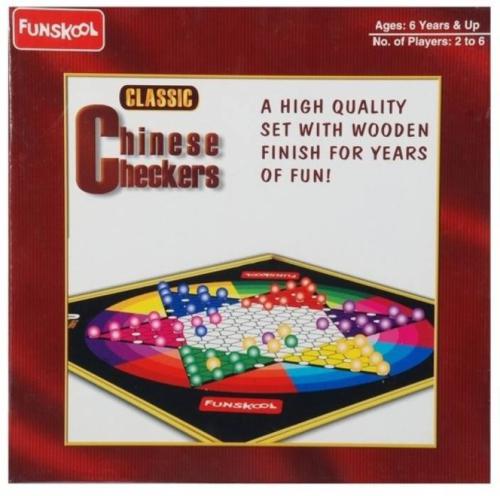 FUNSKOOL
Ages: 6 Years & Up
No. of Players: 2 to 6
CLASSIC
Chinese
Checkers
A HIGH QUALITY
SET WITH WOODEN
FINISH FOR YEARS
OF FUN!
FUNSKOOL
FUNSKOOL